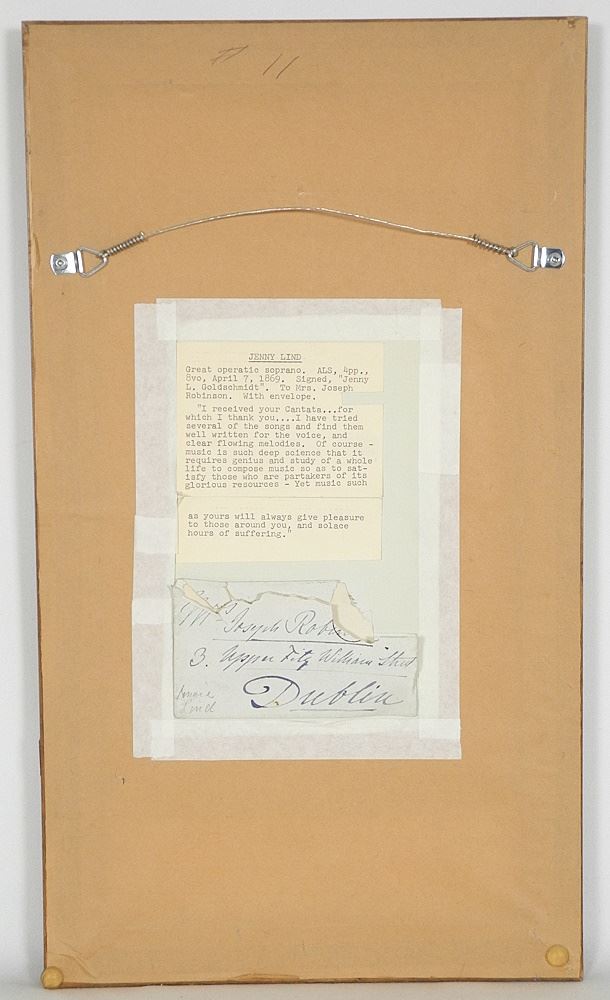 # 11
JENNY LIND
Great operatic soprano. ALS, 4pp.,
8vo, April 7, 1869. Signed, "Jenny
L. Goldschmidt". To Mrs. Joseph
Robinson. With envelope.
"I received your Cantata...for
which I thank you....I have tried
several of the songs and find them
well written for the voice, and
clear flowing melodies. Of course -
music is such deep science that it
requires genius and study of a whole
life to compose music so as to sat-
isfy those who are partakers of its
glorious resources - Yet music such
as yours will always give pleasure
to those around you, and solace
hours of suffering."
Mrs Joseph Robin
3. Upper Fitz William Street
Dublin
Lind